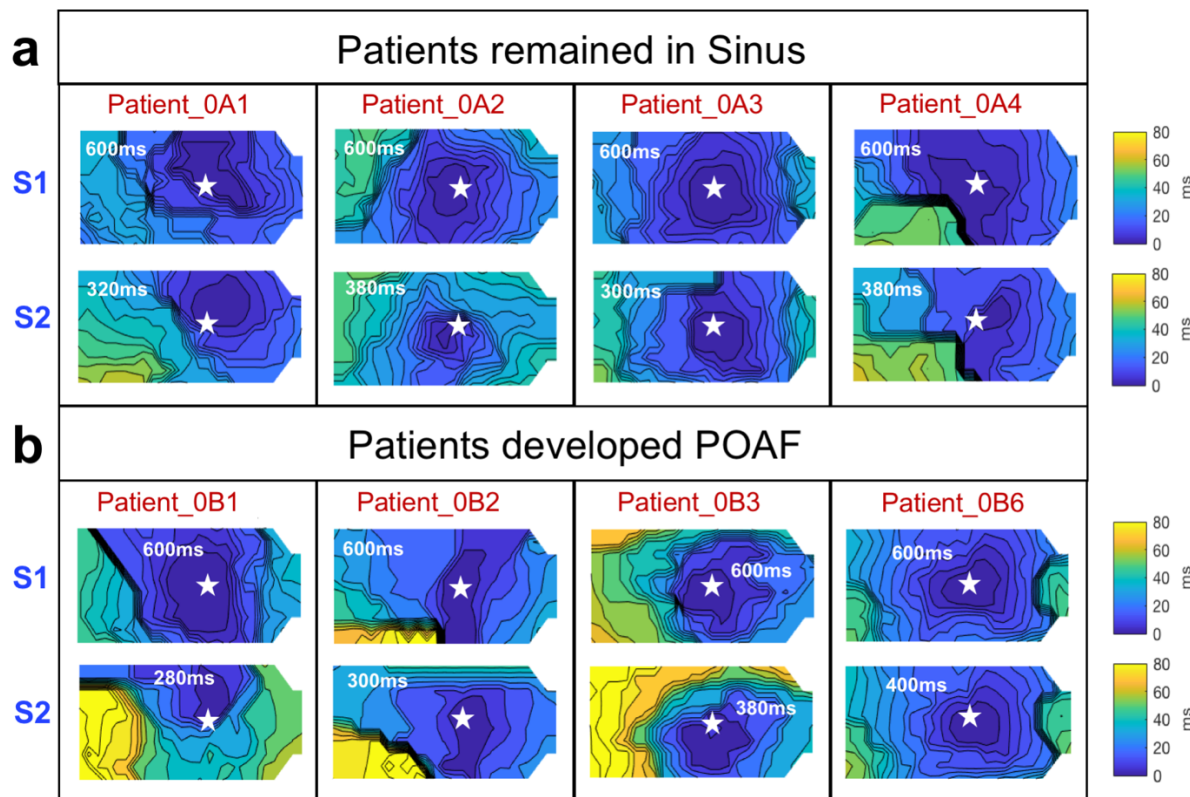 a
Patients remained in Sinus
Patient_0A1 Patient_0A2 Patient_0A3 Patient_0A4
S1
600ms 600ms 600ms 600ms
80
60
40
20
0
ms
S2
320ms 380ms 300ms 380ms
80
60
40
20
0
ms
b
Patients developed POAF
Patient_0B1 Patient_0B2 Patient_0B3 Patient_0B6
S1
600ms 600ms 600ms 600ms
80
60
40
20
0
ms
S2
280ms 300ms 380ms 400ms
80
60
40
20
0
ms